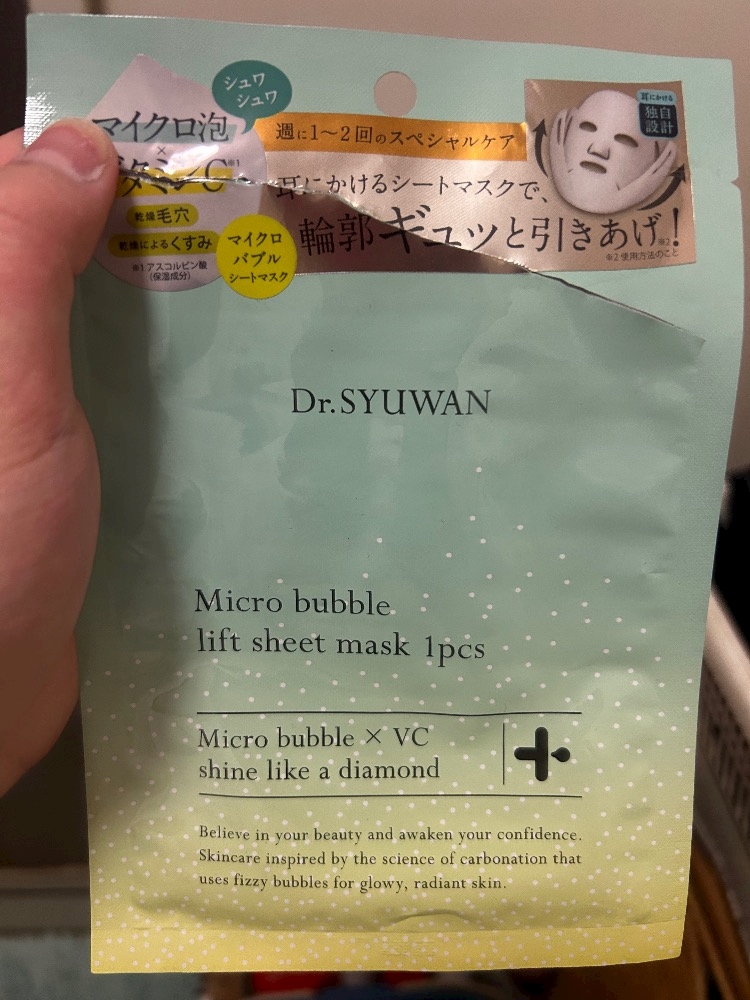 シュワ
シュワ
マイクロ泡
×
ビタミンC※1
乾燥毛穴
乾燥によるくすみ
※1 アスコルビン酸
(保湿成分)
マイクロ
バブル
シートマスク
週に1〜2回のスペシャルケア
耳にかけるシートマスクで、
輪郭ギュッと引きあげ※2!
※2 使用方法のこと
耳にかける
独自
設計
Dr.SYUWAN
Micro bubble
lift sheet mask 1pcs
Micro bubble × VC
shine like a diamond
Believe in your beauty and awaken your confidence.
Skincare inspired by the science of carbonation that
uses fizzy bubbles for glowy, radiant skin.